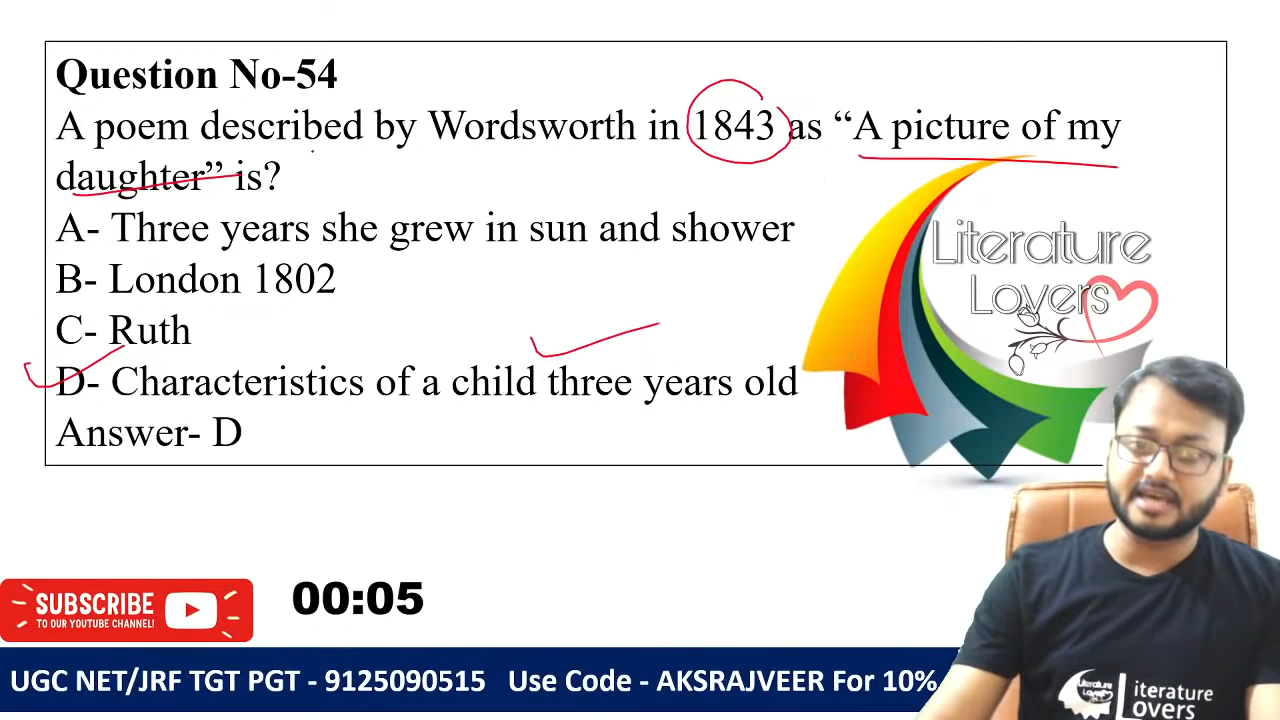 Question No-54
A poem described by Wordsworth in 1843 as “A picture of my
daughter” is?
A- Three years she grew in sun and shower
B- London 1802
C- Ruth
D- Characteristics of a child three years old
Answer- D
Literature
Lovers
SUBSCRIBE
TO OUR YOUTUBE CHANNEL!
00:05
UGC NET/JRF TGT PGT - 9125090515 Use Code - AKSRAJVEER For 10%
Literature
Lovers
iterature
overs